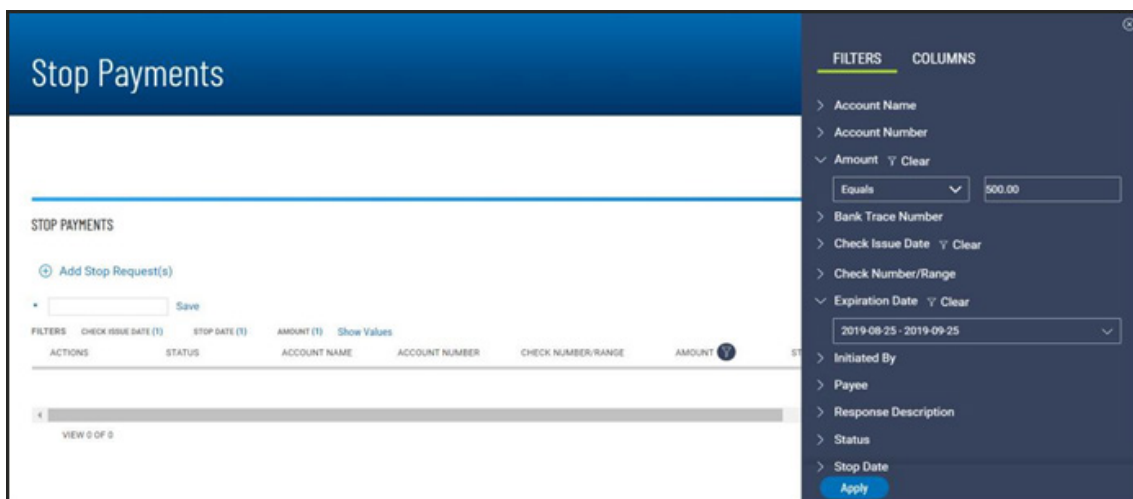 Stop Payments
STOP PAYMENTS
Add Stop Request(s)
Save
FILTERS CHECK ISSUE DATE (1) STOP DATE (1) AMOUNT (1) Show Values
ACTIONS STATUS ACCOUNT NAME ACCOUNT NUMBER CHECK NUMBER/RANGE AMOUNT ST
VIEW 0 OF 0
FILTERS COLUMNS
Account Name
Account Number
Amount Clear
Equals 500.00
Bank Trace Number
Check Issue Date Clear
Check Number/Range
Expiration Date Clear
2019-08-25 - 2019-09-25
Initiated By
Payee
Response Description
Status
Stop Date
Apply